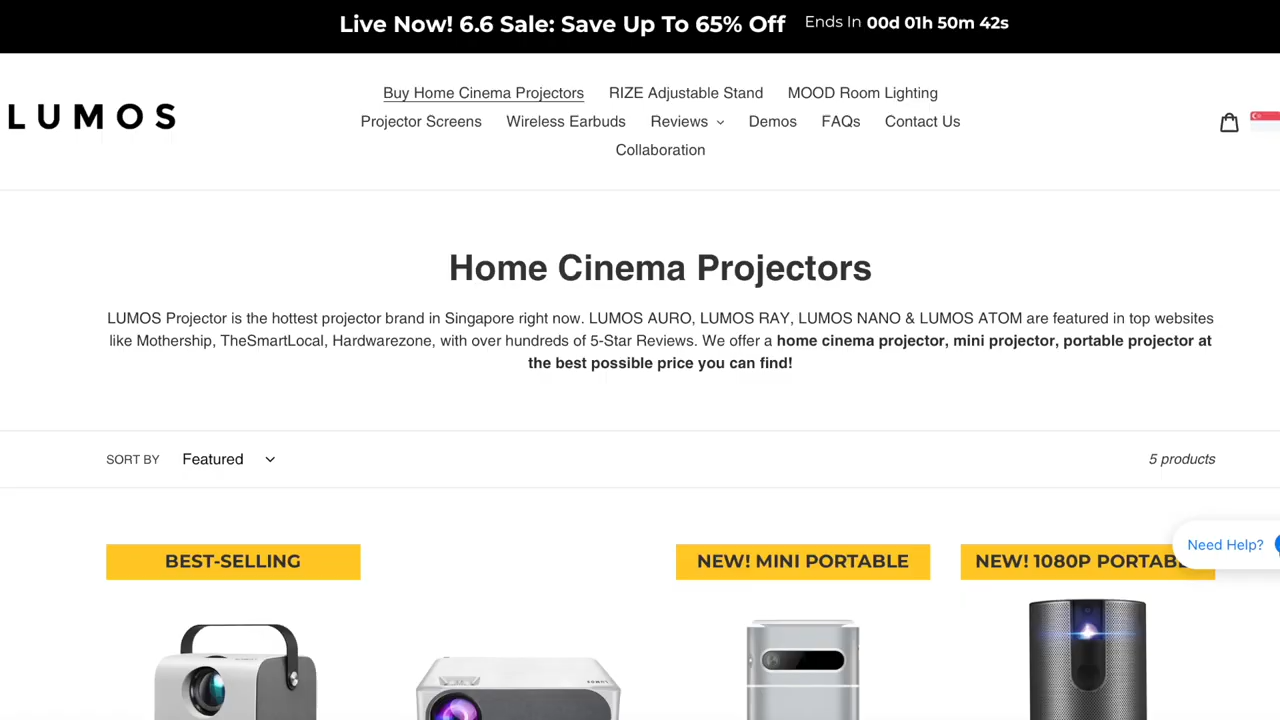 Live Now! 6.6 Sale: Save Up To 65% Off Ends In 00d 01h 50m 42s
LUMOS
Buy Home Cinema Projectors RIZE Adjustable Stand MOOD Room Lighting
Projector Screens Wireless Earbuds Reviews Demos FAQs Contact Us
Collaboration
Home Cinema Projectors
LUMOS Projector is the hottest projector brand in Singapore right now. LUMOS AURO, LUMOS RAY, LUMOS NANO & LUMOS ATOM are featured in top websites
like Mothership, TheSmartLocal, Hardwarezone, with over hundreds of 5-Star Reviews. We offer a home cinema projector, mini projector, portable projector at
the best possible price you can find!
SORT BY Featured 5 products
Need Help?
BEST-SELLING NEW! MINI PORTABLE NEW! 1080P PORTABL